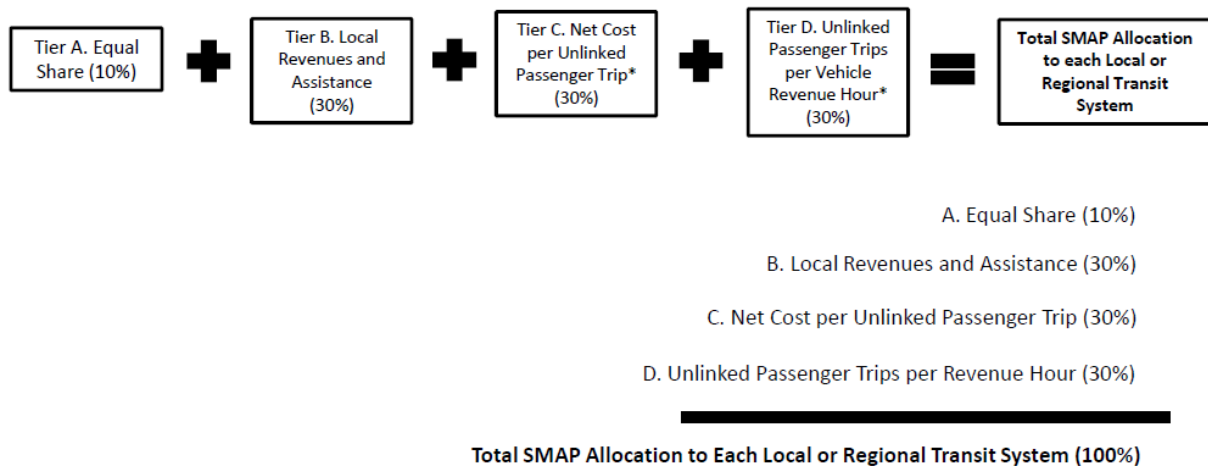 Tier A. Equal
Share (10%)
Tier B. Local
Revenues and
Assistance
(30%)
Tier C. Net Cost
per Unlinked
Passenger Trip*
(30%)
Tier D. Unlinked
Passenger Trips
per Vehicle
Revenue Hour*
(30%)
Total SMAP Allocation
to each Local or
Regional Transit
System
A. Equal Share (10%)
B. Local Revenues and Assistance (30%)
C. Net Cost per Unlinked Passenger Trip (30%)
D. Unlinked Passenger Trips per Revenue Hour (30%)
Total SMAP Allocation to Each Local or Regional Transit System (100%)